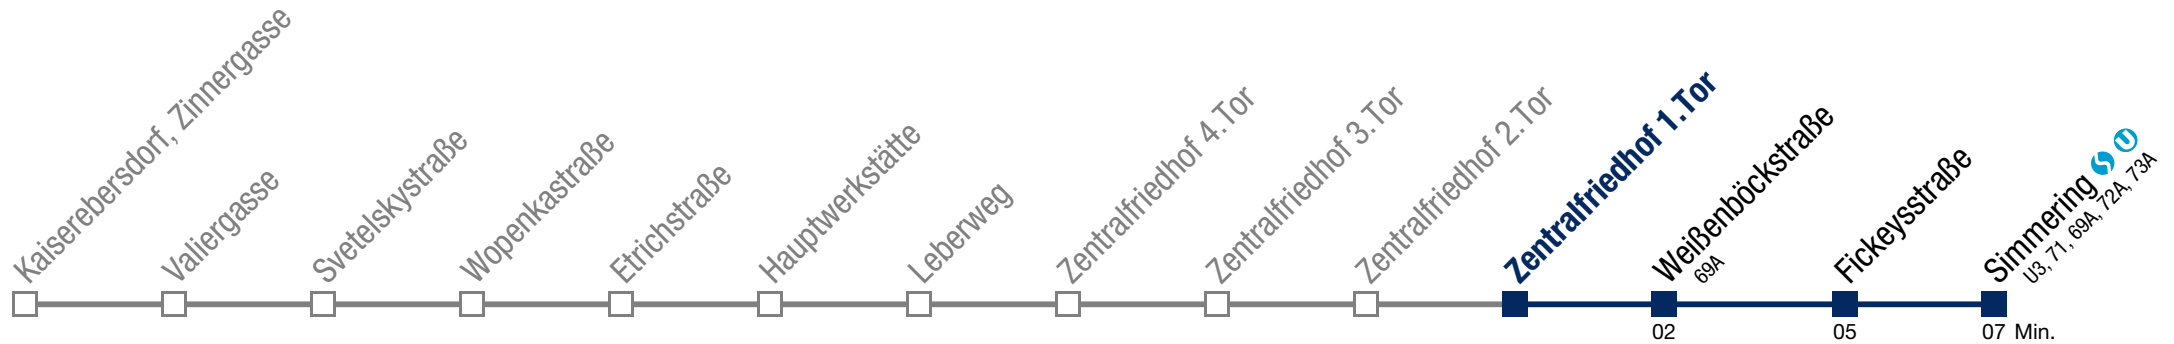 Kaiserebersdorf, Zinnergasse
Valiergasse
Svetelskystraße
Wopenkastraße
Etrichstraße
Hauptwerkstätte
Leberweg
Zentralfriedhof 4.Tor
Zentralfriedhof 3.Tor
Zentralfriedhof 2.Tor
Zentralfriedhof 1.Tor
Weißenböckstraße
69A
Fickeysstraße
Simmering S U
U3, 71, 69A, 72A, 73A
02
05
07 Min.